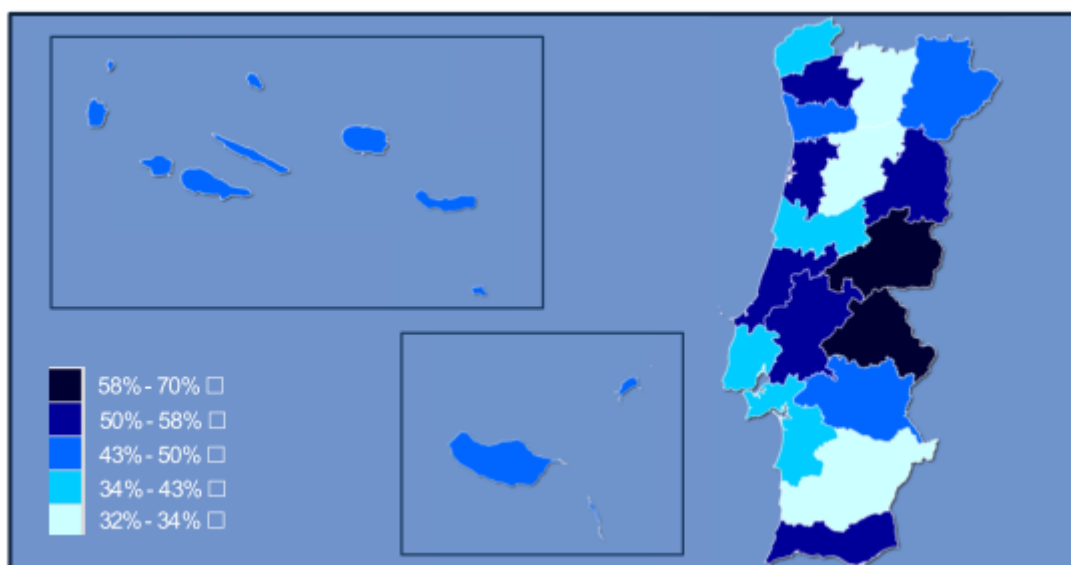 58% - 70% □
50% - 58% □
43% - 50% □
34% - 43% □
32% - 34% □